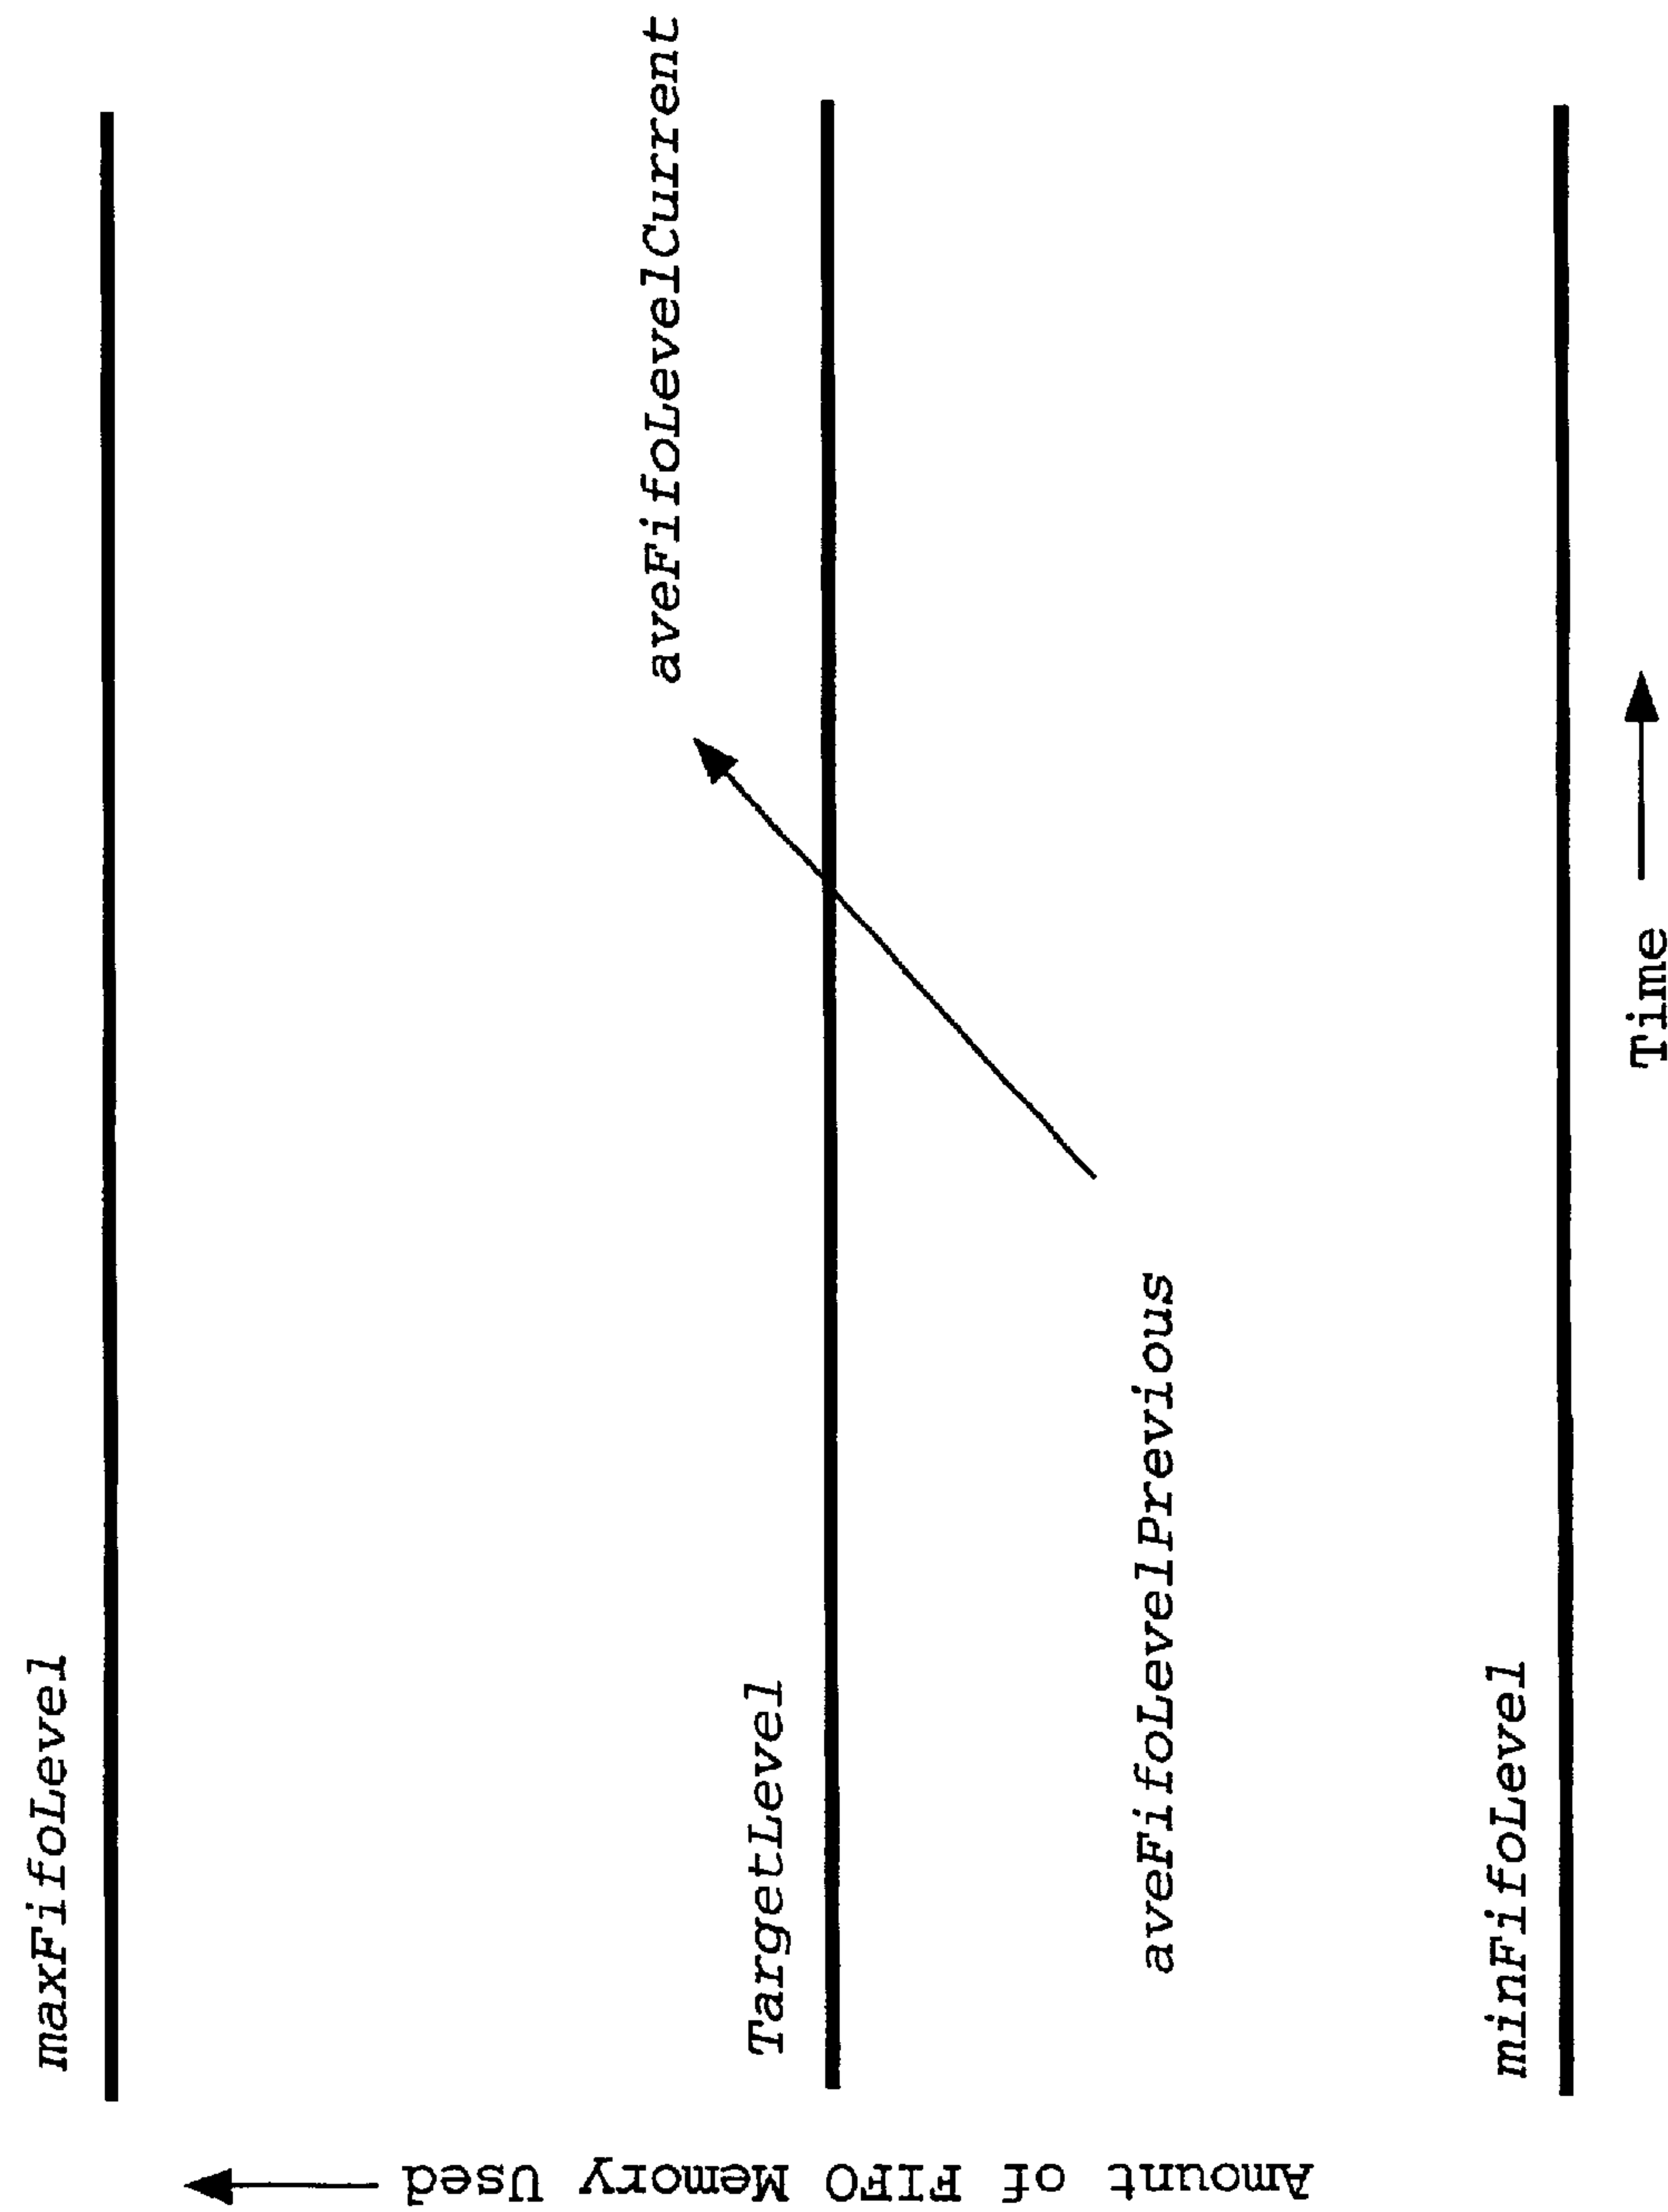 maxFifoLevel
aveFifoLevelCurrent
TargetLevel
aveFifoLevelPrevious
minFifoLevel
Amount of FIFO Memory Used
Time